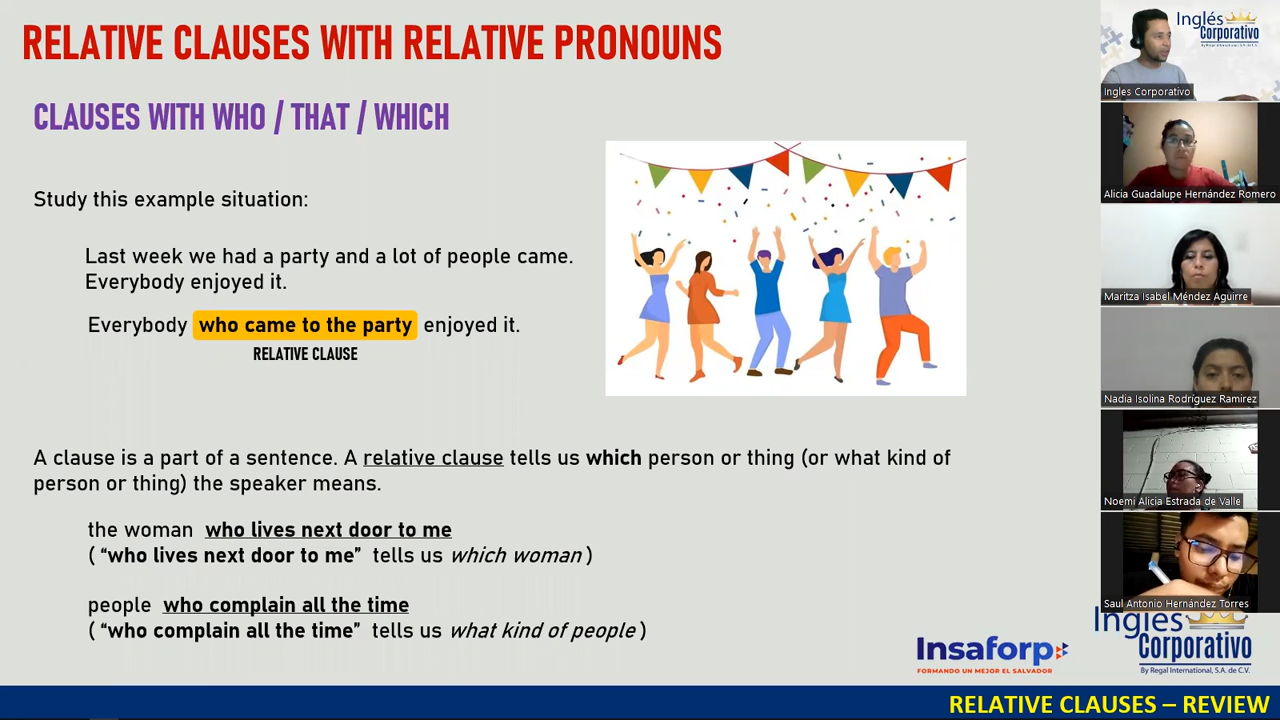 RELATIVE CLAUSES WITH RELATIVE PRONOUNS
CLAUSES WITH WHO / THAT / WHICH
Study this example situation:
Last week we had a party and a lot of people came.
Everybody enjoyed it.
Everybody who came to the party enjoyed it.
RELATIVE CLAUSE
A clause is a part of a sentence. A relative clause tells us which person or thing (or what kind of
person or thing) the speaker means.
the woman who lives next door to me
( “who lives next door to me” tells us which woman )
people who complain all the time
( “who complain all the time” tells us what kind of people )
Insaforp
FORMANDO UN MEJOR EL SALVADOR
Inglés
Corporativo
By Regal International, S.A. de C.V.
RELATIVE CLAUSES – REVIEW
Inglés
Corporativo
By Regal International, S.A. de C.V.
Ingles Corporativo
Alicia Guadalupe Hernández Romero
Maritza Isabel Méndez Aguirre
Nadia Isolina Rodríguez Ramirez
Noemi Alicia Estrada de Valle
Saul Antonio Hernández Torres